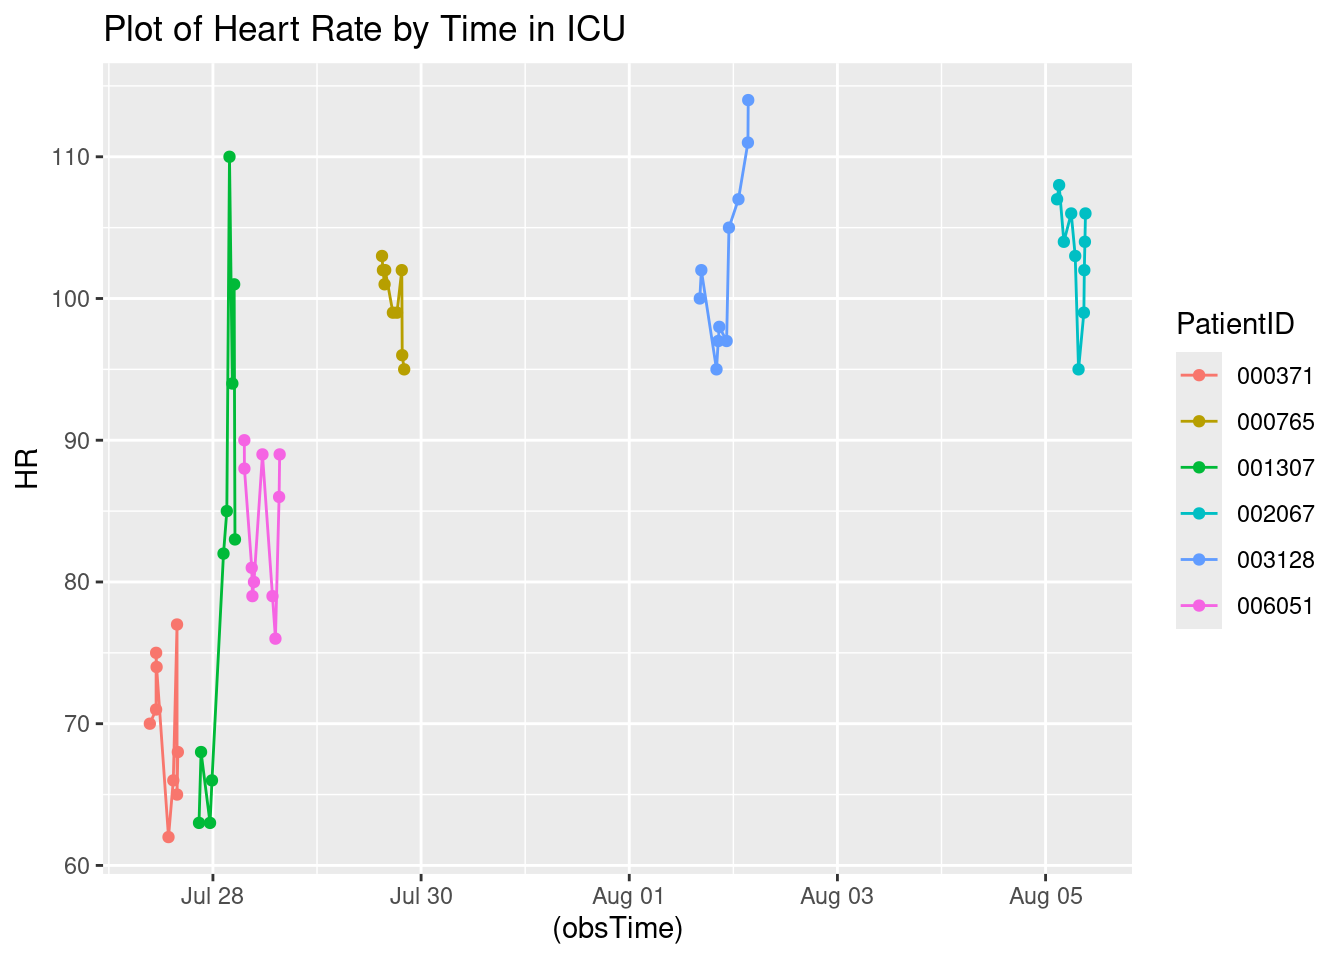 Plot of Heart Rate by Time in ICU
HR
110
100
90
80
70
60
Jul 28 Jul 30 Aug 01 Aug 03 Aug 05
(obsTime)
PatientID
000371
000765
001307
002067
003128
006051